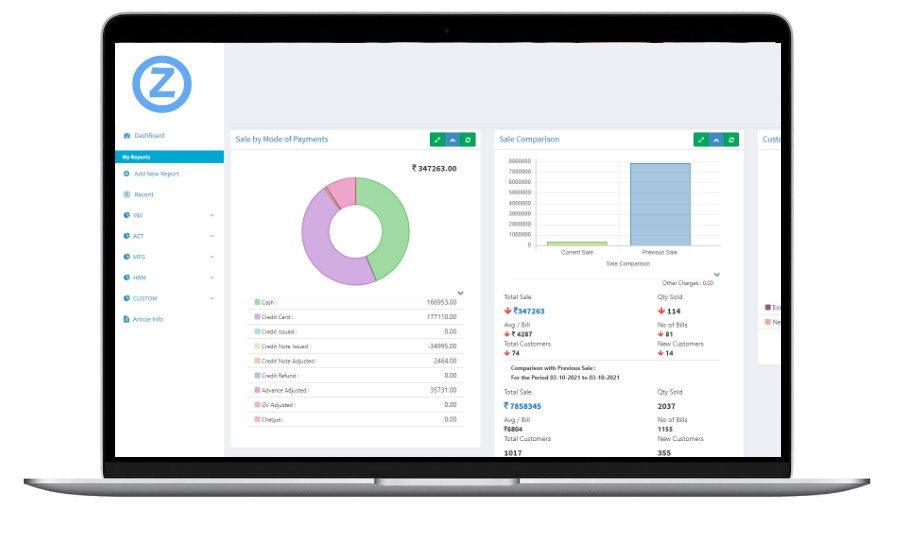 Z
DashBoard
My Reports
Add New Report
Recent
INV
ACT
MFG
HRM
CUSTOM
Article Info
Sale by Mode of Payments
₹ 347263.00
Cash : 166953.00
Credit Card : 177110.00
Credit Issued : 0.00
Credit Note Issued : -34995.00
Credit Note Adjusted : 2464.00
Credit Refund : 0.00
Advance Adjusted : 35731.00
GV Adjusted : 0.00
Cheque : 0.00
Sale Comparison
8000000
7000000
6000000
5000000
4000000
3000000
2000000
1000000
0
Current Sale Previous Sale
Sale Comparison
Other Charges : 0.00
Total Sale Qty Sold
₹347263 114
Avg / Bill No of Bills
₹ 4287 81
Total Customers New Customers
74 14
Comparison with Previous Sale :
For the Period 03-10-2021 to 03-10-2021
Total Sale Qty Sold
₹ 7858345 2037
Avg / Bill No of Bills
₹6804 1155
Total Customers New Customers
1017 355
Custo
Exi
Ne